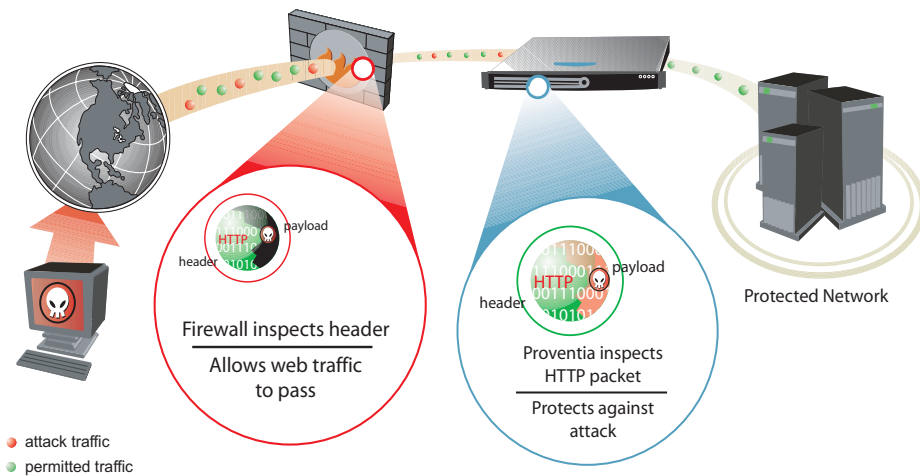 payload
HTTP
header
Firewall inspects header
Allows web traffic
to pass
payload
HTTP
header
Proventia inspects
HTTP packet
Protects against
attack
Protected Network
attack traffic
permitted traffic